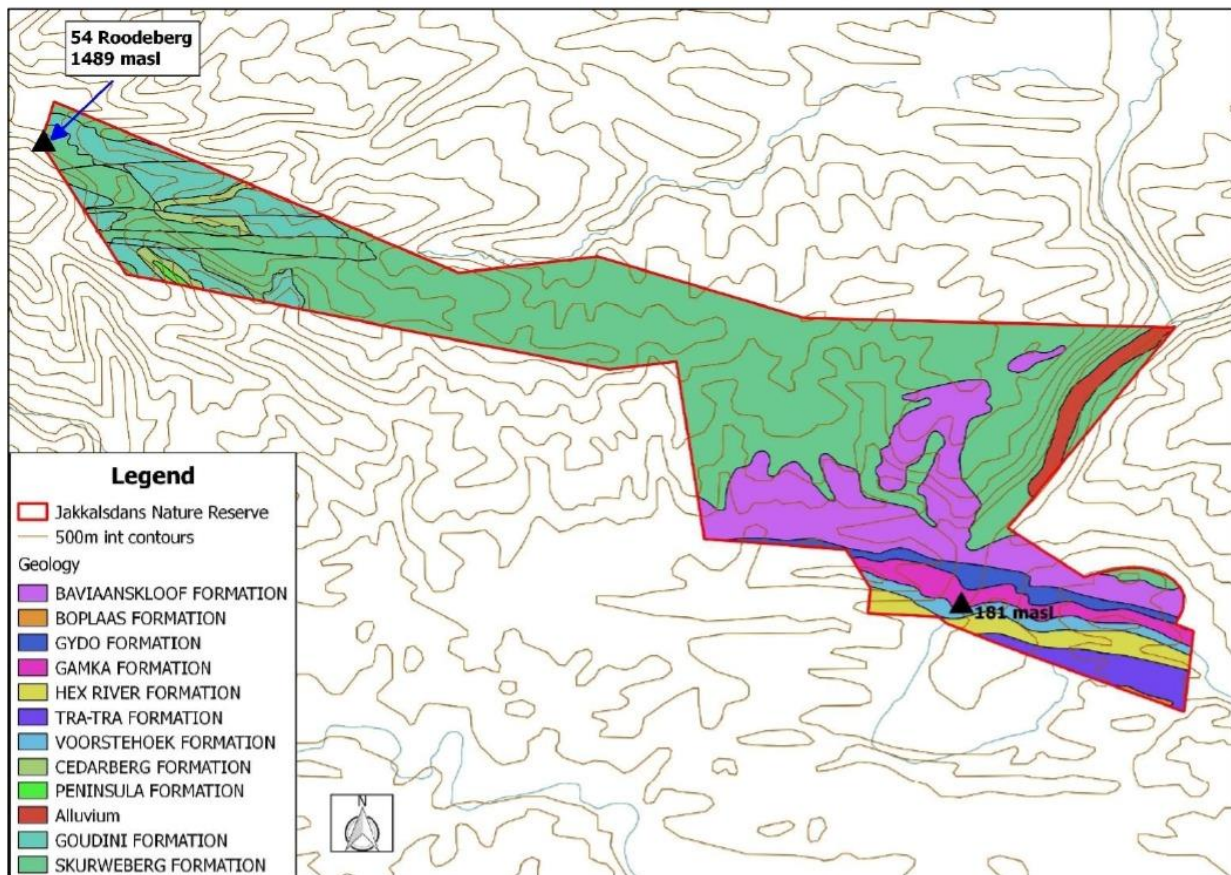 54 Roodeberg
1489 masl
181 masl
Legend
Jakkalsdans Nature Reserve
500m int contours
Geology
BAVIAANSKLOOF FORMATION
BOPLAAS FORMATION
GYDO FORMATION
GAMKA FORMATION
HEX RIVER FORMATION
TRA-TRA FORMATION
VOORSTEHOEK FORMATION
CEDARBERG FORMATION
PENINSULA FORMATION
Alluvium
GOUDINI FORMATION
SKURWEBERG FORMATION
N